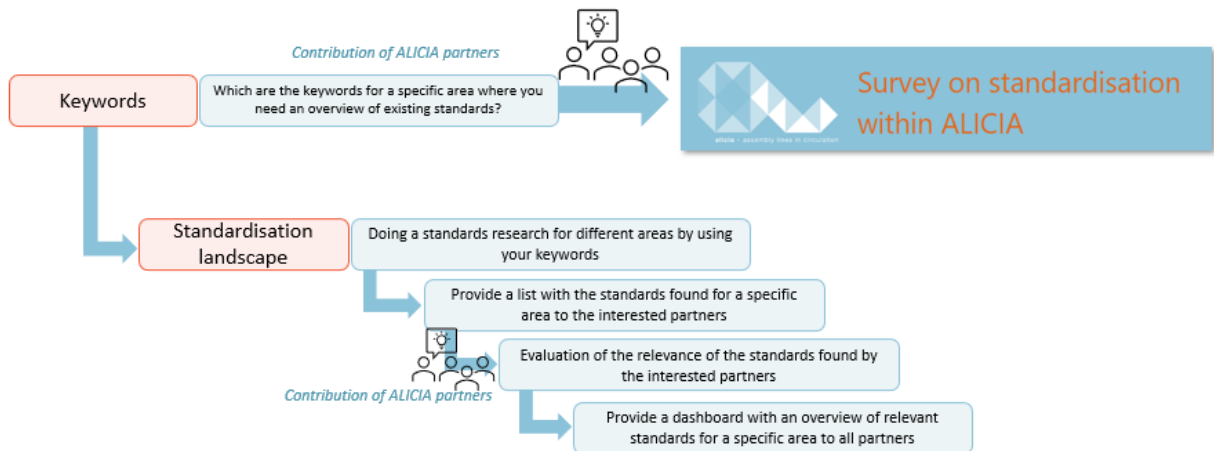 Contribution of ALICIA partners
Keywords
Which are the keywords for a specific area where you
need an overview of existing standards?
Survey on standardisation
within ALICIA
alicia – assembly lines in circulation
Standardisation
landscape
Doing a standards research for different areas by using
your keywords
Provide a list with the standards found for a specific
area to the interested partners
Evaluation of the relevance of the standards found by
the interested partners
Contribution of ALICIA partners
Provide a dashboard with an overview of relevant
standards for a specific area to all partners